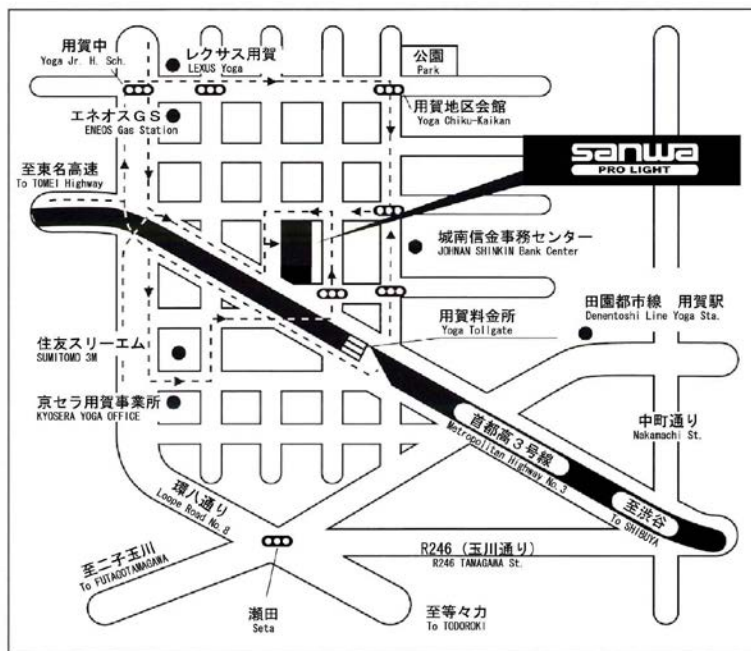 用賀中
Yoga Jr. H. Sch.
レクサス用賀
LEXUS Yoga
公園
Park
エネオスGS
ENEOS Gas Station
用賀地区会館
Yoga Chiku-Kaikan
sanwa
PRO LIGHT
至東名高速
To TOMEI Highway
城南信金事務センター
JOHNAN SHINKIN Bank Center
田園都市線 用賀駅
Denentoshi Line Yoga Sta.
用賀料金所
Yoga Tollgate
住友スリーエム
SUMITOMO 3M
京セラ用賀事業所
KYOSERA YOGA OFFICE
首都高3号線
Metropolitan Highway No.3
中町通り
Nakamachi St.
環八通り
Loope Road No.8
至渋谷
To SHIBUYA
R246（玉川通り）
R246 TAMAGAWA St.
至二子玉川
To FUTAGOTAMAGAWA
瀬田
Seta
至等々力
To TODOROKI